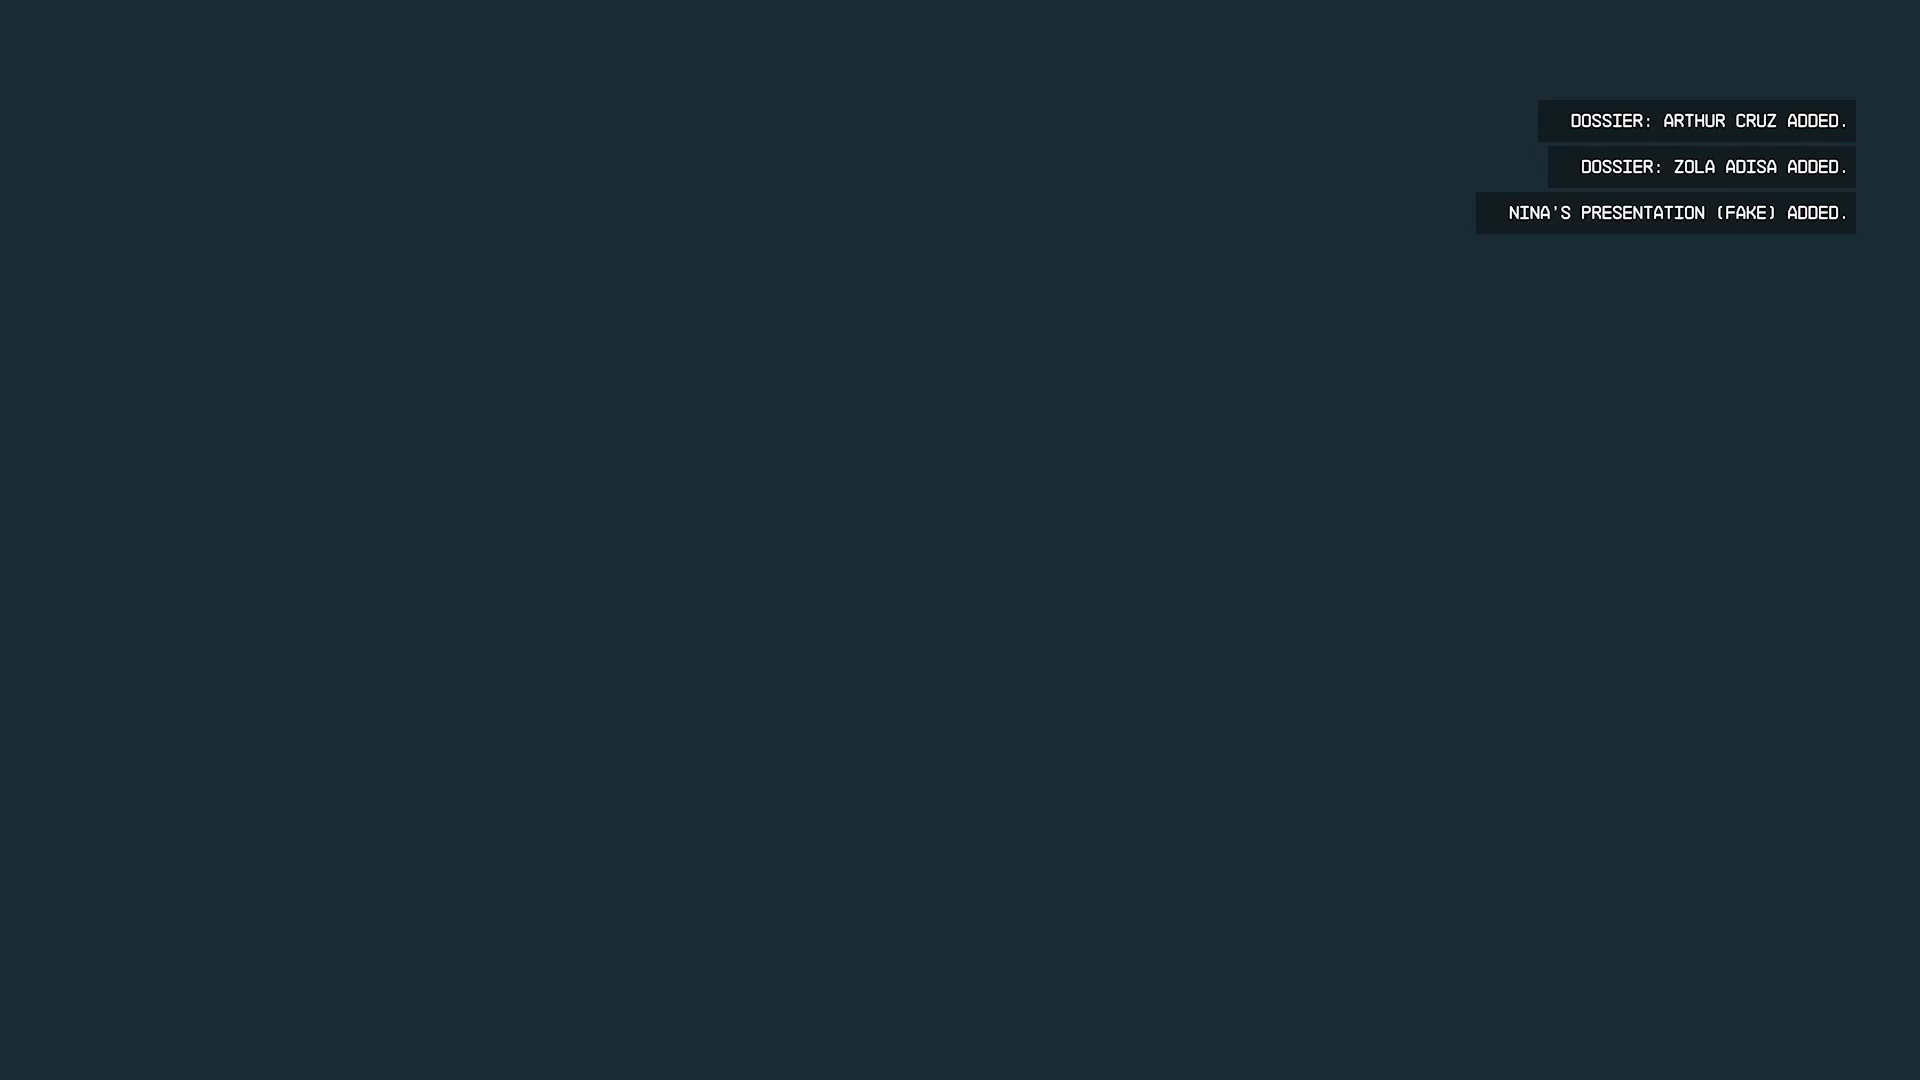 DOSSIER: ARTHUR CRUZ ADDED.
DOSSIER: ZOLA ADISA ADDED.
NINA'S PRESENTATION (FAKE) ADDED.